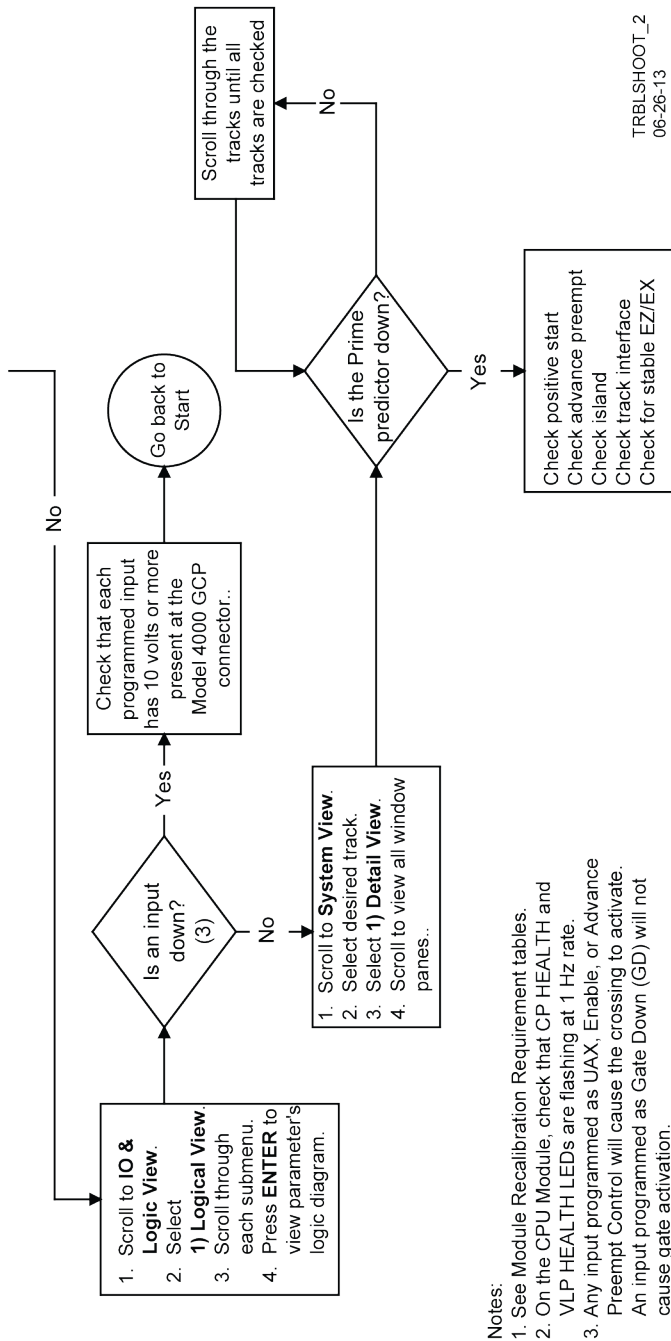 No
1. Scroll to IO &
Logic View.
2. Select
1) Logical View.
3. Scroll through
each submenu.
4. Press ENTER to
view parameter's
logic diagram.
Is an input
down?
(3)
Yes
Check that each
programmed input
has 10 volts or more
present at the
Model 4000 GCP
connector..
Go back to
Start
No
1. Scroll to System View.
2. Select desired track.
3. Select 1) Detail View.
4. Scroll to view all window
panes..
Is the Prime
predictor down?
No
Scroll through the
tracks until all
tracks are checked
Yes
Check positive start
Check advance preempt
Check island
Check track interface
Check for stable EZ/EX
Notes:
1. See Module Recalibration Requirement tables.
2. On the CPU Module, check that CP HEALTH and
VLP HEALTH LEDs are flashing at 1 Hz rate.
3. Any input programmed as UAX, Enable, or Advance
Preempt Control will cause the crossing to activate.
An input programmed as Gate Down (GD) will not
cause gate activation.
TRBLSHOOT_2
06-26-13